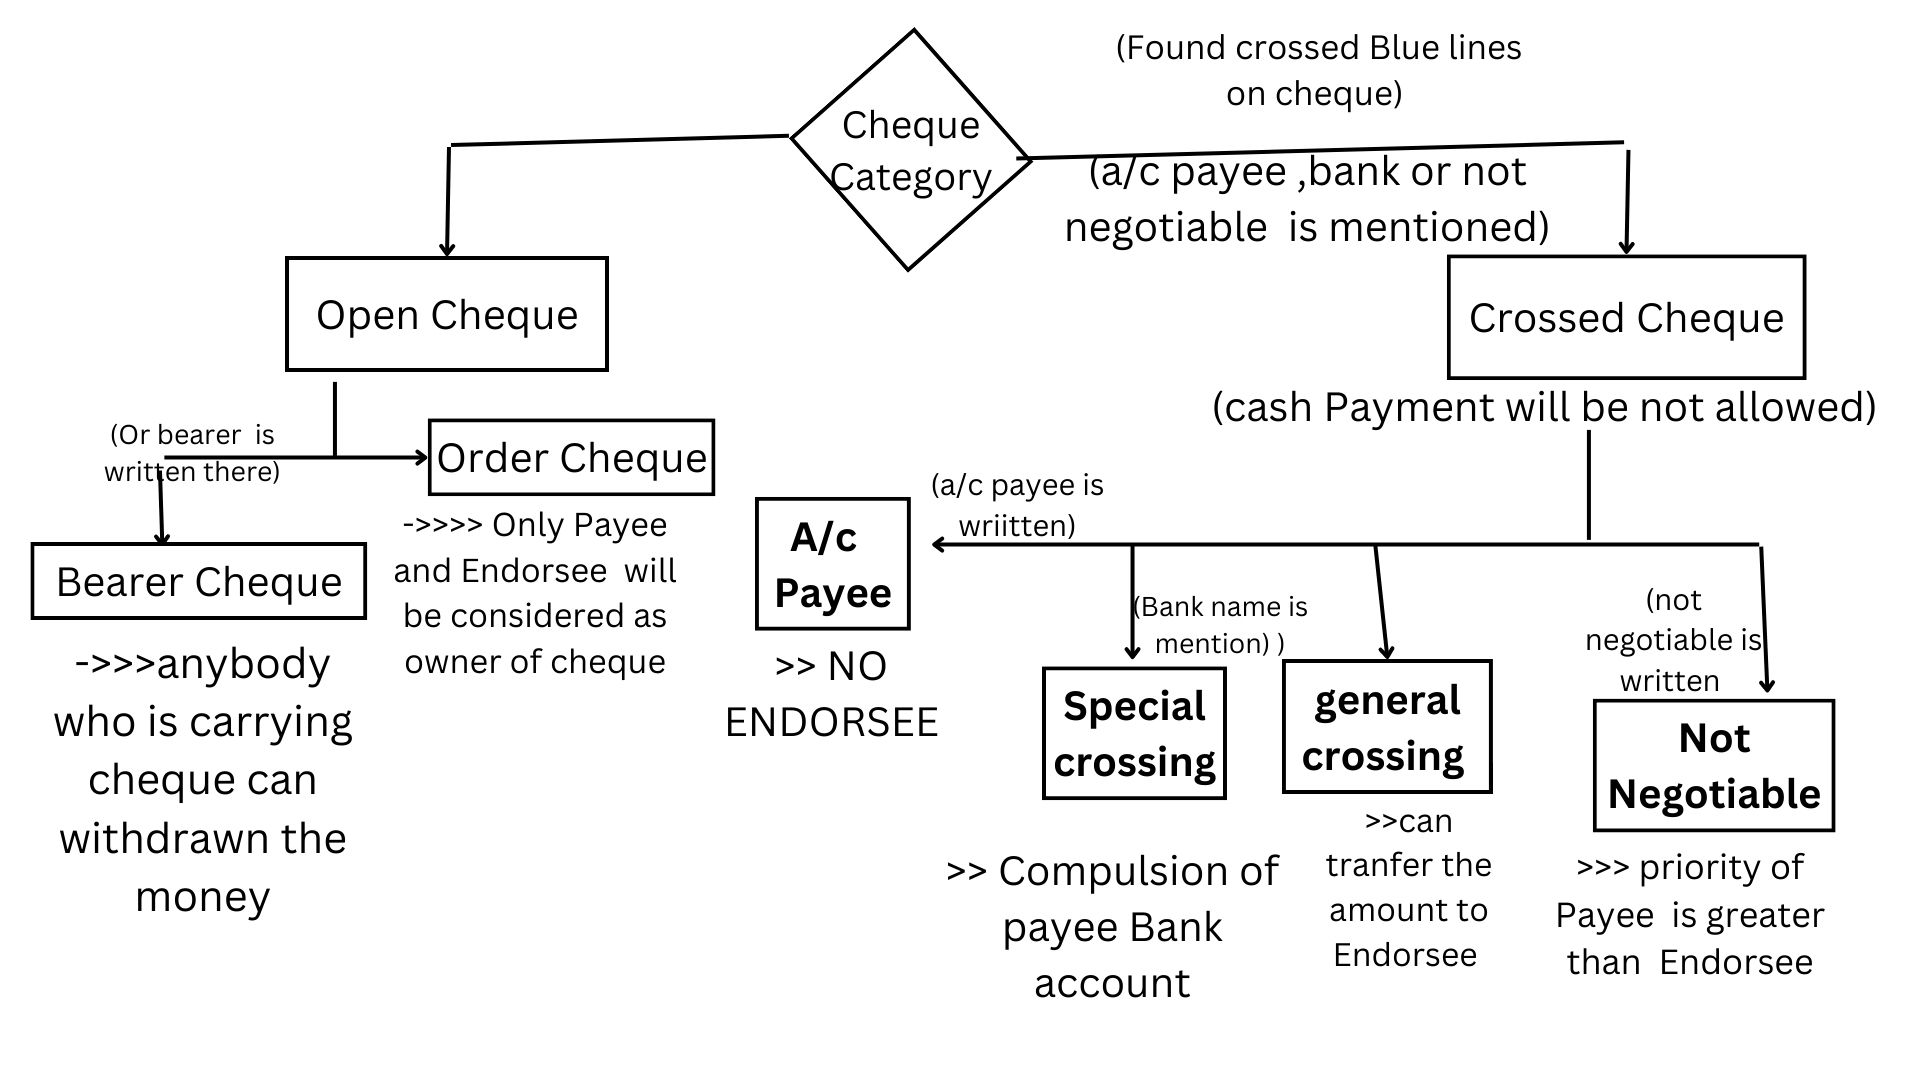 (Found crossed Blue lines
on cheque)
Cheque
Category
(a/c payee ,bank or not
negotiable is mentioned)
Open Cheque
Crossed Cheque
(cash Payment will be not allowed)
(Or bearer is
written there)
Order Cheque
->>>> Only Payee
and Endorsee will
be considered as
owner of cheque
Bearer Cheque
->>>anybody
who is carrying
cheque can
withdrawn the
money
(a/c payee is
wriitten)
A/c
Payee
>> NO
ENDORSEE
(Bank name is
mention) )
Special
crossing
>> Compulsion of
payee Bank
account
general
crossing
>>can
tranfer the
amount to
Endorsee
(not
negotiable is
written
Not
Negotiable
>>> priority of
Payee is greater
than Endorsee